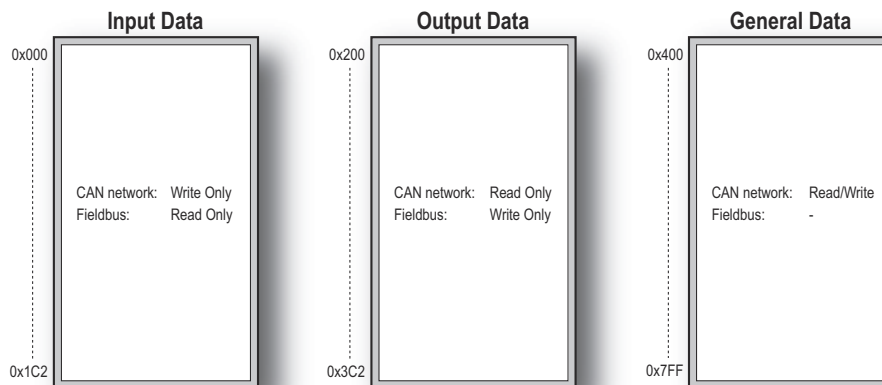 Input Data
0x000
CAN network: Write Only
Fieldbus: Read Only
0x1C2
Output Data
0x200
CAN network: Read Only
Fieldbus: Write Only
0x3C2
General Data
0x400
CAN network: Read/Write
Fieldbus: -
0x7FF